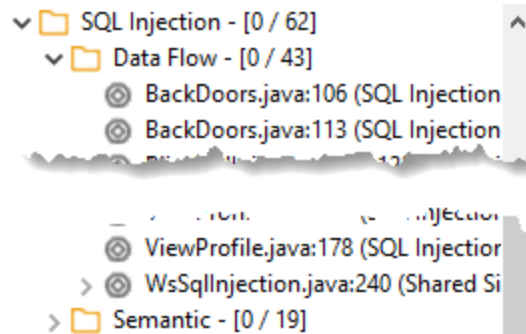 SQL Injection - [0 / 62]
Data Flow - [0 / 43]
BackDoors.java:106 (SQL Injection
BackDoors.java:113 (SQL Injection
ViewProfile.java:178 (SQL Injection
WsSqlInjection.java:240 (Shared Si
Semantic - [0 / 19]